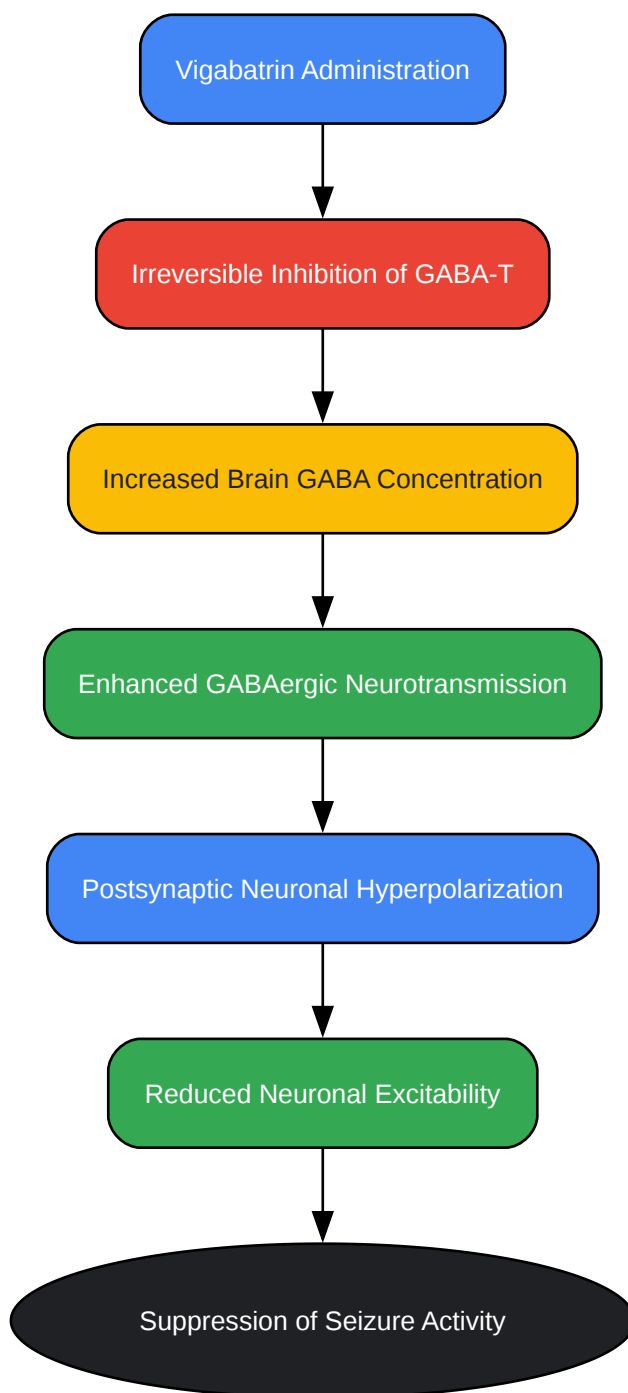 Vigabatrin Administration
Irreversible Inhibition of GABA-T
Increased Brain GABA Concentration
Enhanced GABAergic Neurotransmission
Postsynaptic Neuronal Hyperpolarization
Reduced Neuronal Excitability
Suppression of Seizure Activity